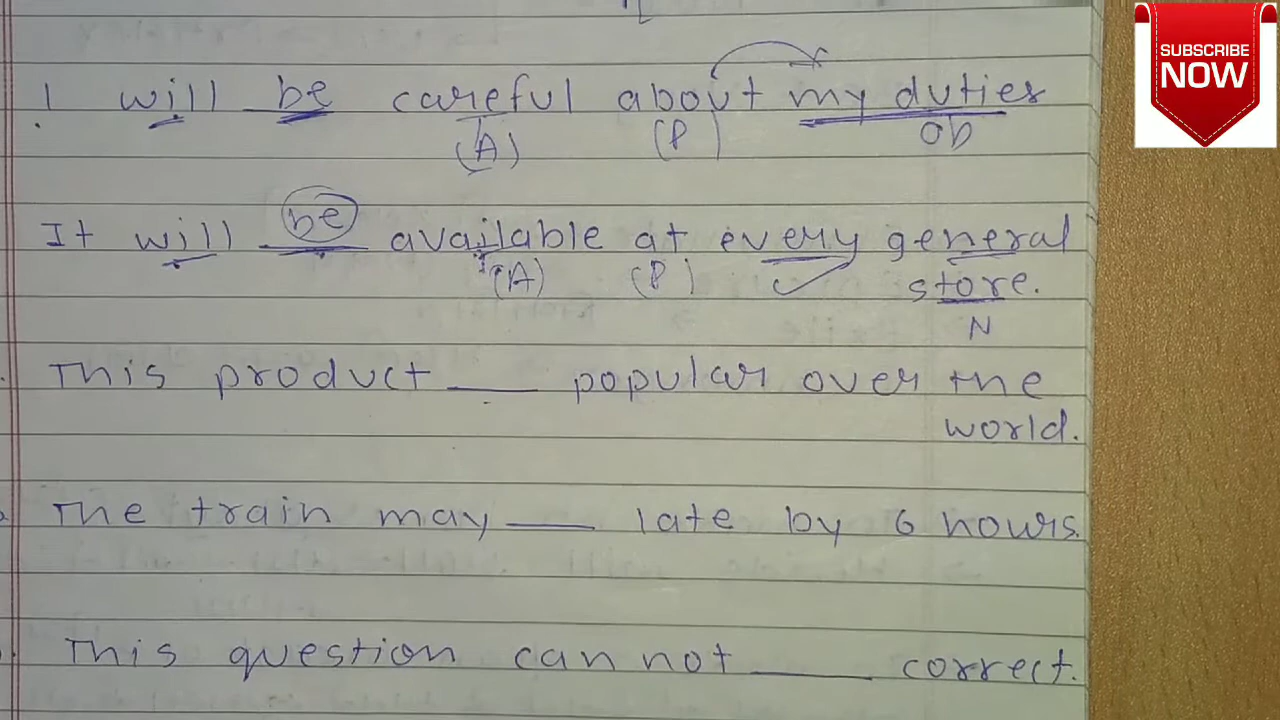 SUBSCRIBE
NOW
I will be careful about my duties
(A) (P) ob
It will be available at every general
(A) (P) store.
N
This product ___ popular over the
world.
The train may ___ late by 6 hours.
This question can not ___ correct.